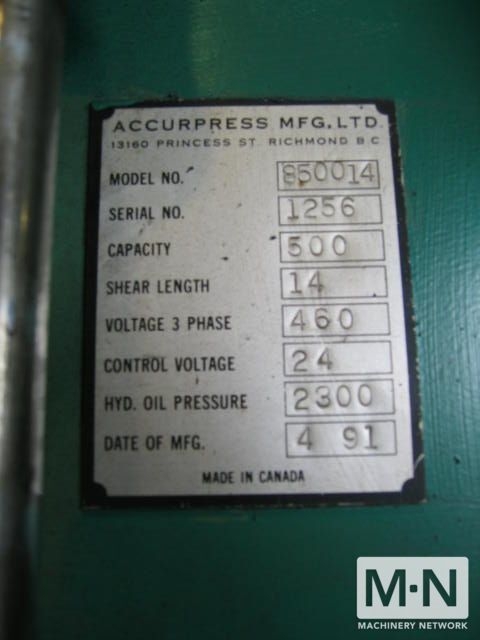 ACCURPRESS MFG. LTD.
13160 PRINCESS ST. RICHMOND B C
MODEL NO. 850014
SERIAL NO. 1256
CAPACITY 500
SHEAR LENGTH 14
VOLTAGE 3 PHASE 460
CONTROL VOLTAGE 24
HYD. OIL PRESSURE 2300
DATE OF MFG. 4 91
MADE IN CANADA
M·N
MACHINERY NETWORK